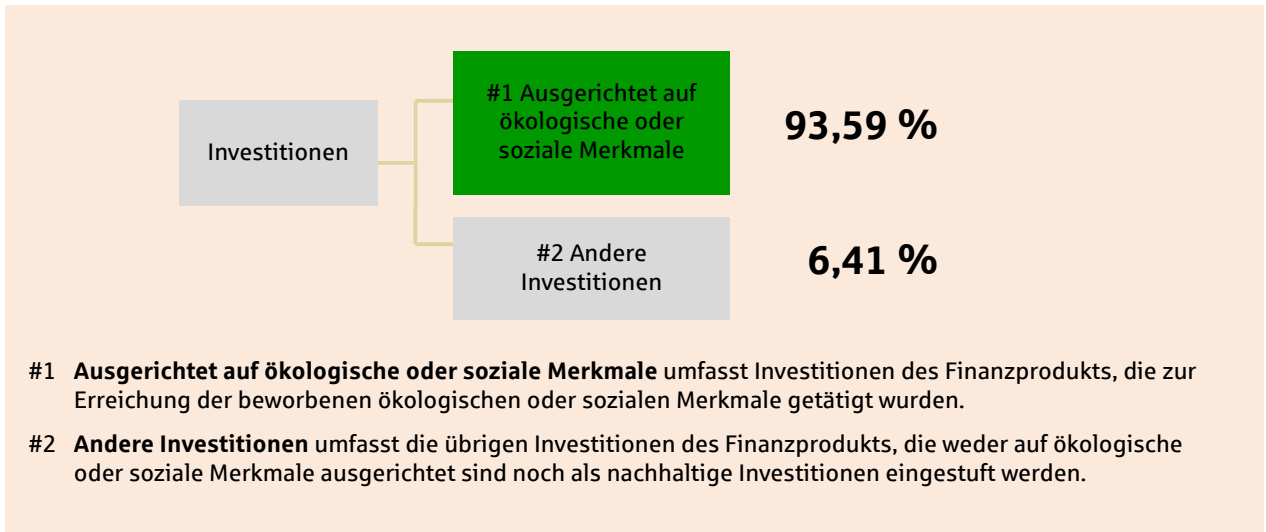 #1 Ausgerichtet auf
ökologische oder
soziale Merkmale
93,59 %
Investitionen
#2 Andere
Investitionen
6,41 %
#1 Ausgerichtet auf ökologische oder soziale Merkmale umfasst Investitionen des Finanzprodukts, die zur
Erreichung der beworbenen ökologischen oder sozialen Merkmale getätigt wurden.
#2 Andere Investitionen umfasst die übrigen Investitionen des Finanzprodukts, die weder auf ökologische
oder soziale Merkmale ausgerichtet sind noch als nachhaltige Investitionen eingestuft werden.